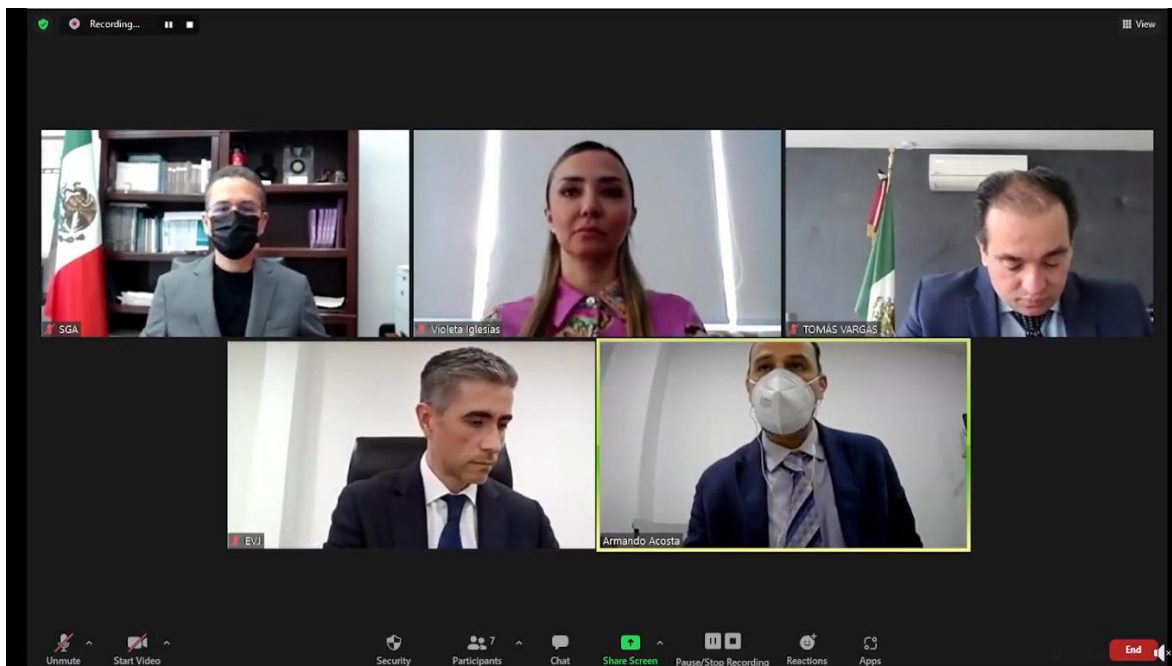 Recording...
View
SGA
Violeta Iglesias
TOMÁS VARGAS
EVJ
Armando Acosta
Unmute
Start Video
Security
7
Participants
Chat
Share Screen
Pause/Stop Recording
Reactions
Apps
End